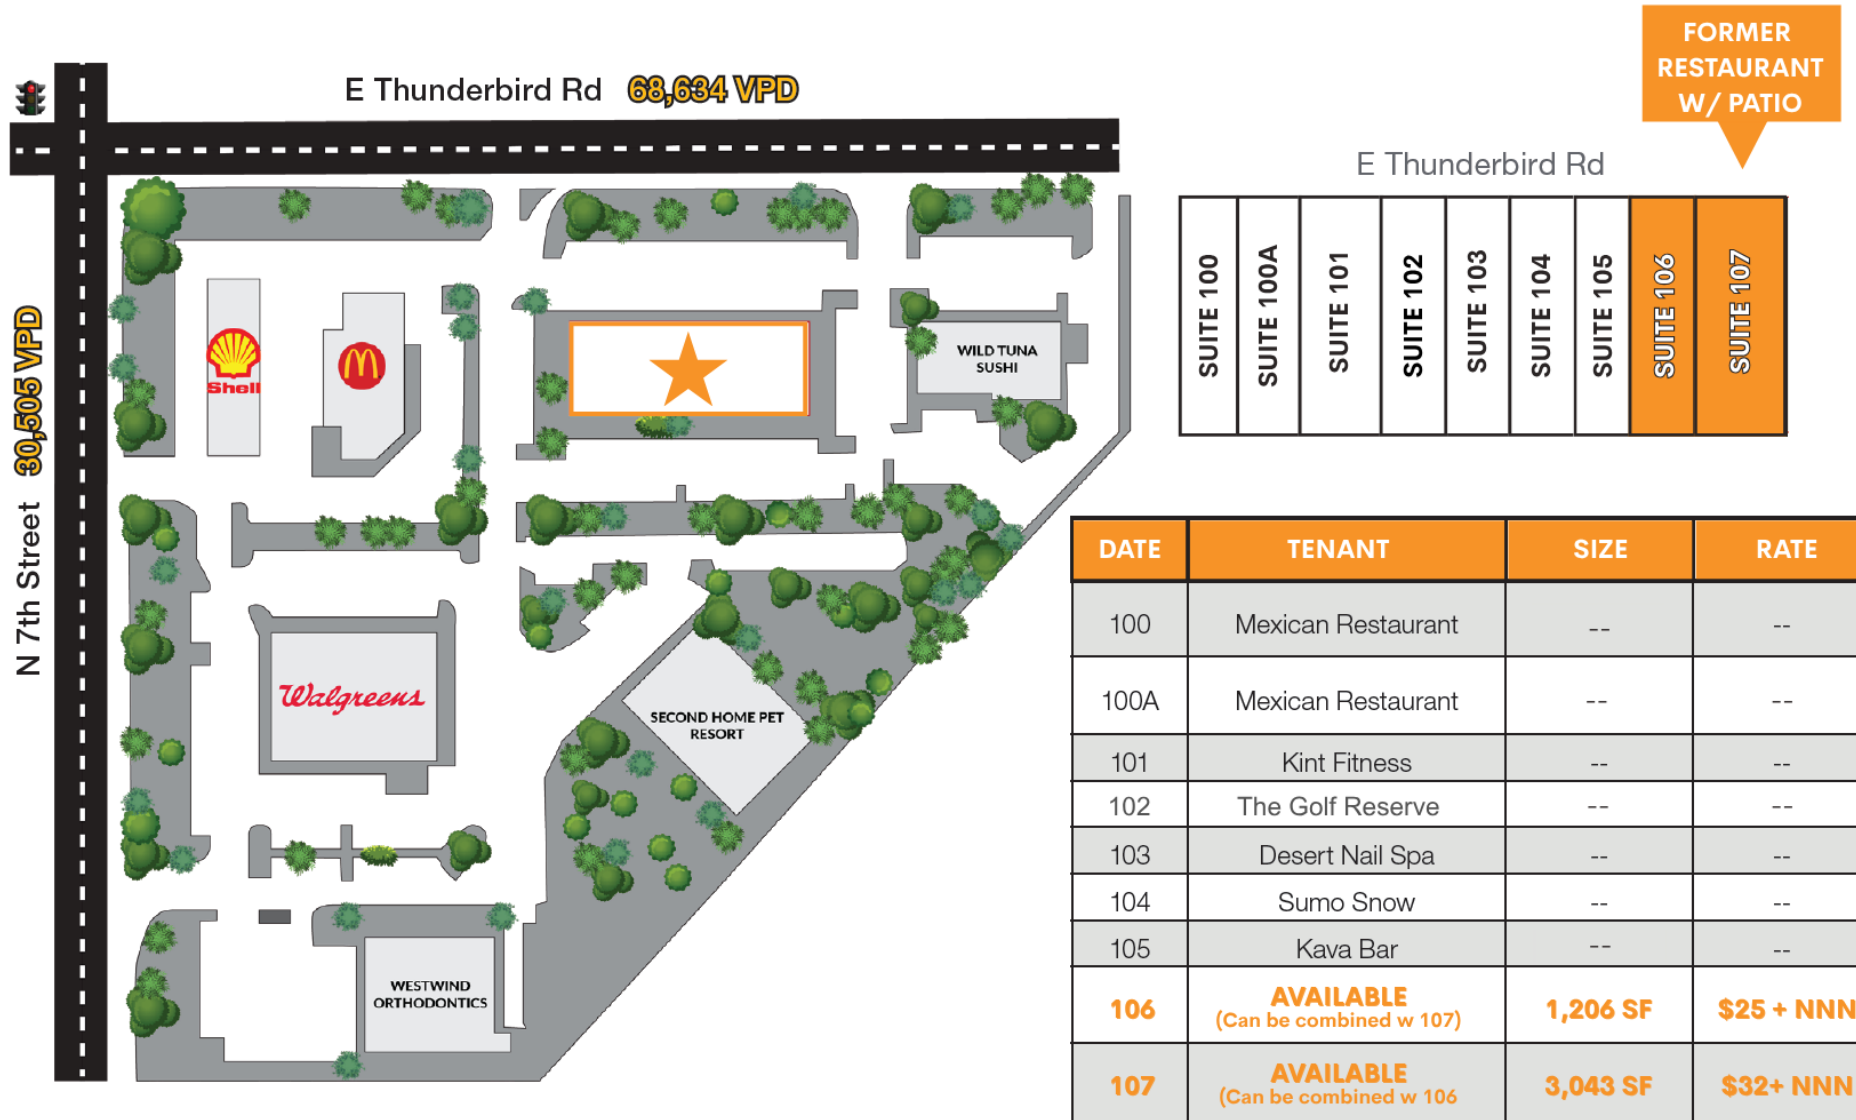 FORMER
RESTAURANT
W/ PATIO
E Thunderbird Rd 68,634 VPD
E Thunderbird Rd
N 7th Street 30,505 VPD
SUITE 100
SUITE 100A
SUITE 101
SUITE 102
SUITE 103
SUITE 104
SUITE 105
SUITE 106
SUITE 107
Shell
WILD TUNA
SUSHI
Walgreens
SECOND HOME PET
RESORT
WESTWIND
ORTHODONTICS
DATE TENANT SIZE RATE
100 Mexican Restaurant -- --
100A Mexican Restaurant -- --
101 Kint Fitness -- --
102 The Golf Reserve -- --
103 Desert Nail Spa -- --
104 Sumo Snow -- --
105 Kava Bar -- --
106 AVAILABLE 1,206 SF $25 + NNN
(Can be combined w 107)
107 AVAILABLE 3,043 SF $32+ NNN
(Can be combined w 106